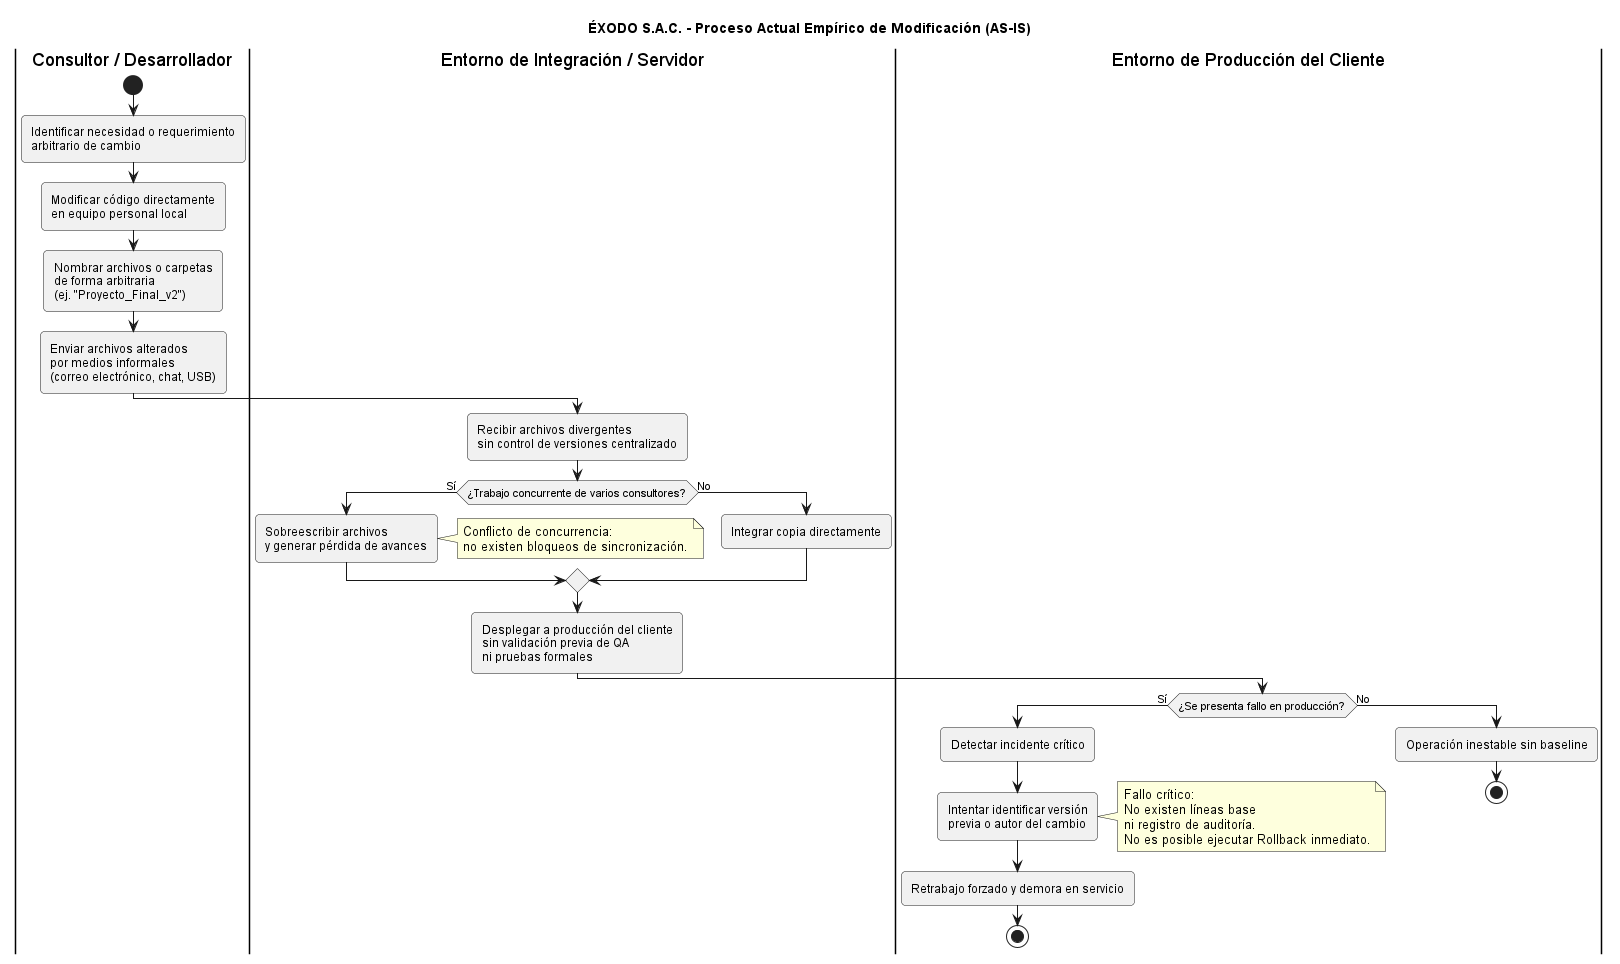 ÉXODO S.A.C. - Proceso Actual Empírico de Modificación (AS-IS)
Consultor / Desarrollador
Entorno de Integración / Servidor
Entorno de Producción del Cliente
Identificar necesidad o requerimiento
arbitrario de cambio
Modificar código directamente
en equipo personal local
Nombrar archivos o carpetas
de forma arbitraria
(ej. "Proyecto_Final_v2")
Enviar archivos alterados
por medios informales
(correo electrónico, chat, USB)
Recibir archivos divergentes
sin control de versiones centralizado
Sí
¿Trabajo concurrente de varios consultores?
No
Sobreescribir archivos
y generar pérdida de avances
Conflicto de concurrencia:
no existen bloqueos de sincronización.
Integrar copia directamente
Desplegar a producción del cliente
sin validación previa de QA
ni pruebas formales
Sí
¿Se presenta fallo en producción?
No
Detectar incidente crítico
Operación inestable sin baseline
Intentar identificar versión
previa o autor del cambio
Fallo crítico:
No existen líneas base
ni registro de auditoría.
No es posible ejecutar Rollback inmediato.
Retrabajo forzado y demora en servicio